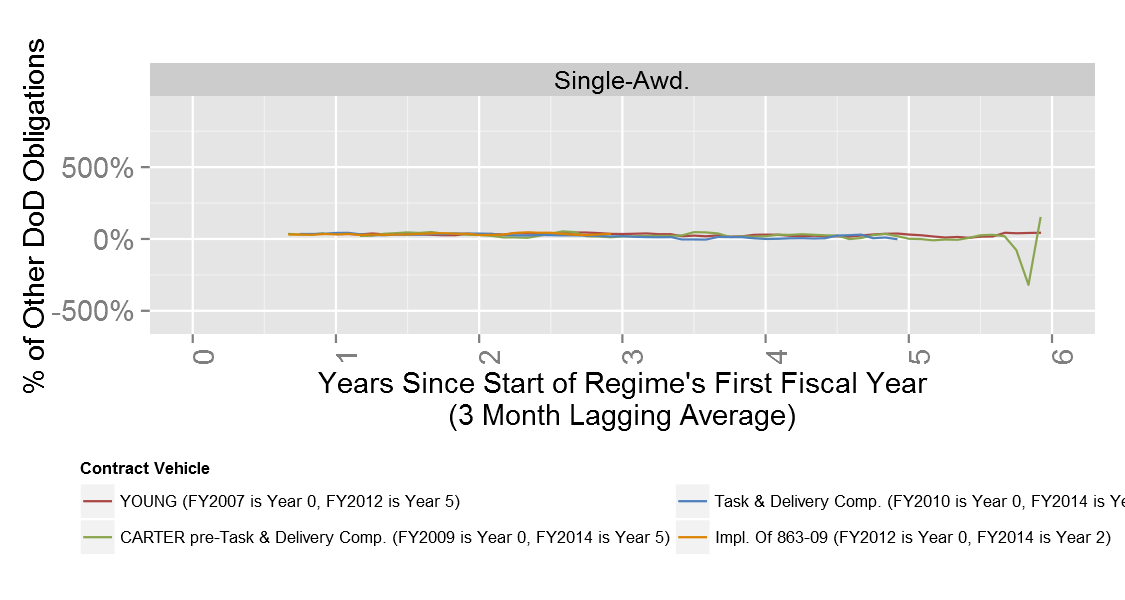 Single-Awd.
% of Other DoD Obligations
500%
0%
-500%
0
1
2
3
4
5
6
Years Since Start of Regime's First Fiscal Year
(3 Month Lagging Average)
Contract Vehicle
YOUNG (FY2007 is Year 0, FY2012 is Year 5)
Task & Delivery Comp. (FY2010 is Year 0, FY2014 is Ye
CARTER pre-Task & Delivery Comp. (FY2009 is Year 0, FY2014 is Year 5)
Impl. Of 863-09 (FY2012 is Year 0, FY2014 is Year 2)